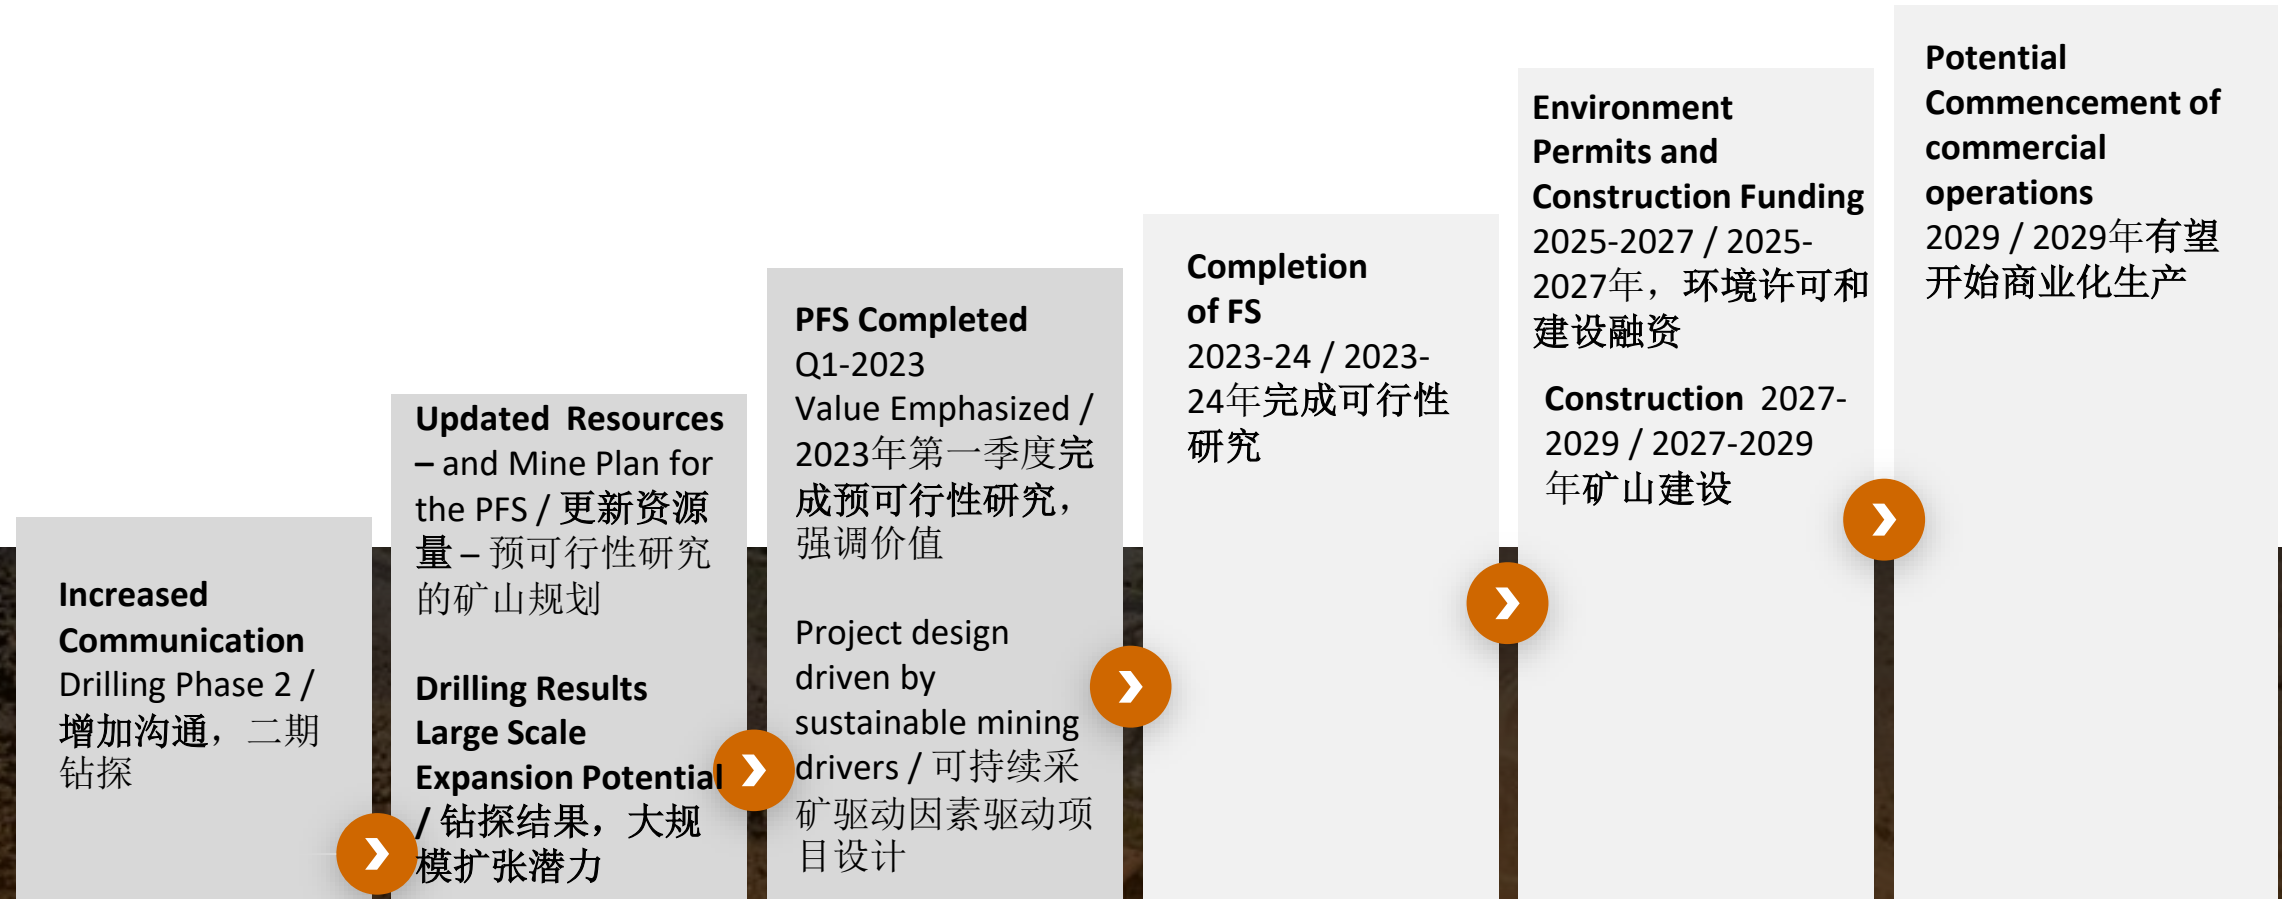 Increased
Communication
Drilling Phase 2 /
增加沟通，二期
钻探
Updated Resources
– and Mine Plan for
the PFS / 更新资源
量 – 预可行性研究
的矿山规划
Drilling Results
Large Scale
Expansion Potential
/ 钻探结果，大规
模扩张潜力
PFS Completed
Q1-2023
Value Emphasized /
2023年第一季度完
成预可行性研究，
强调价值
Project design
driven by
sustainable mining
drivers / 可持续采
矿驱动因素驱动项
目设计
Completion
of FS
2023-24 / 2023-
24年完成可行性
研究
Environment
Permits and
Construction Funding
2025-2027 / 2025-
2027年，环境许可和
建设融资
Construction 2027-
2029 / 2027-2029
年矿山建设
Potential
Commencement of
commercial
operations
2029 / 2029年有望
开始商业化生产